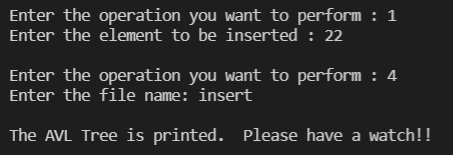 Enter the operation you want to perform : 1
Enter the element to be inserted : 22
Enter the operation you want to perform : 4
Enter the file name: insert
The AVL Tree is printed.  Please have a watch!!